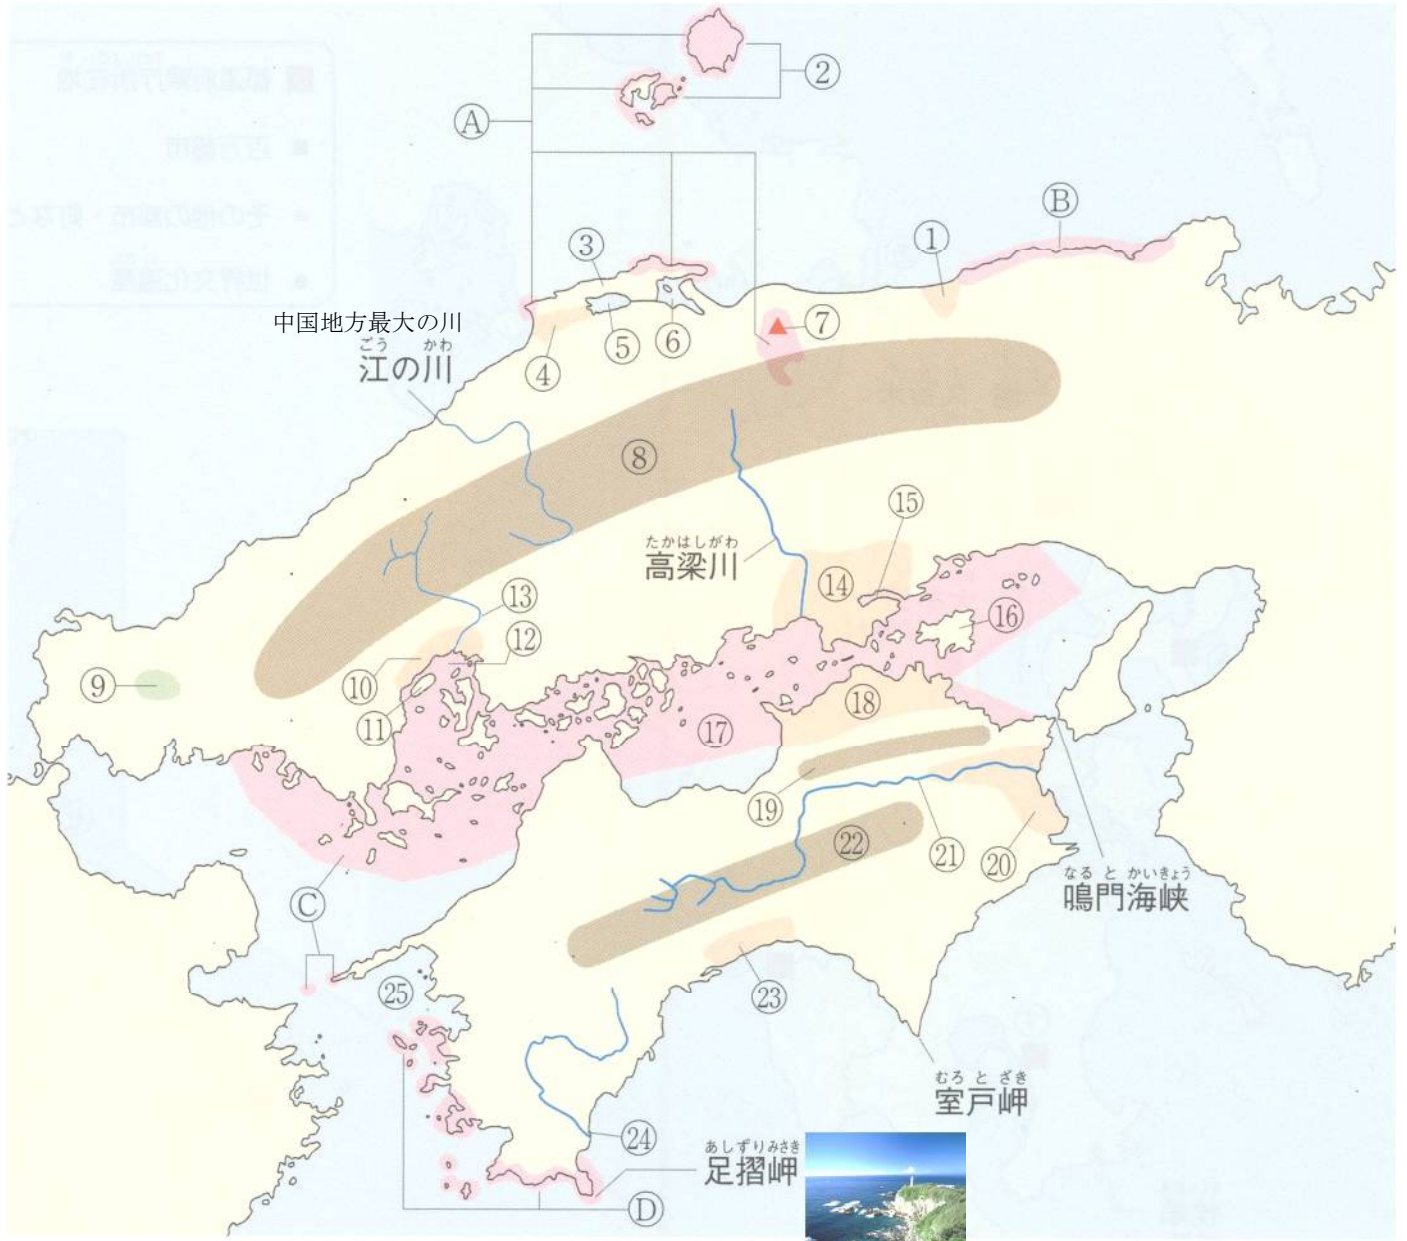 ②
Ⓐ
Ⓑ
①
③
中国地方最大の川
ごう かわ
江の川
④
⑤
⑥
⑦
⑧
⑮
たかはしがわ
高梁川
⑭
⑬
⑫
⑯
⑨
⑩
⑪
⑰
⑱
⑲
㉒
㉑
⑳
なると かいきょう
鳴門海峡
Ⓒ
㉕
㉓
むろと ざき
室戸岬
㉔
あしずりみさき
足摺岬
Ⓓ